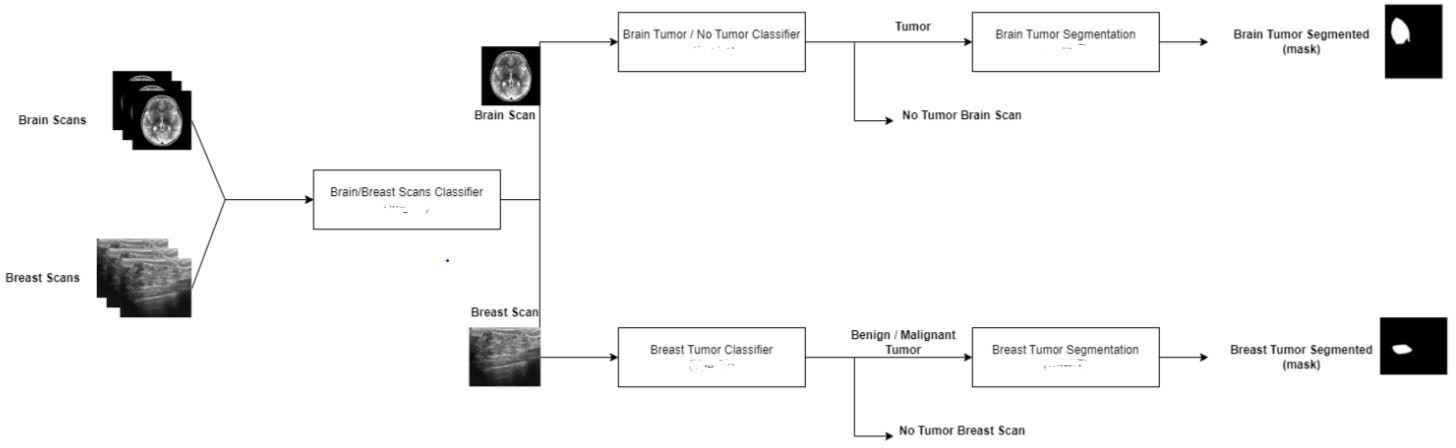 Brain Scans
Breast Scans
Brain/Breast Scans Classifier
Brain Scan
Breast Scan
Brain Tumor / No Tumor Classifier
Tumor
Brain Tumor Segmentation
Brain Tumor Segmented
(mask)
No Tumor Brain Scan
Breast Tumor Classifier
Benign / Malignant
Tumor
Breast Tumor Segmentation
Breast Tumor Segmented
(mask)
No Tumor Breast Scan